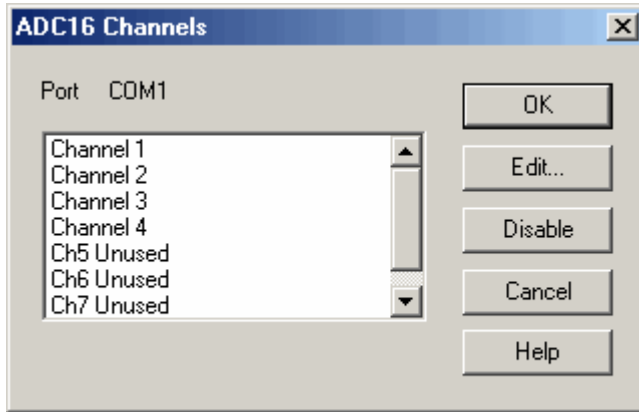 ADC16 Channels
Port COM1
Channel 1
Channel 2
Channel 3
Channel 4
Ch5 Unused
Ch6 Unused
Ch7 Unused
OK
Edit...
Disable
Cancel
Help